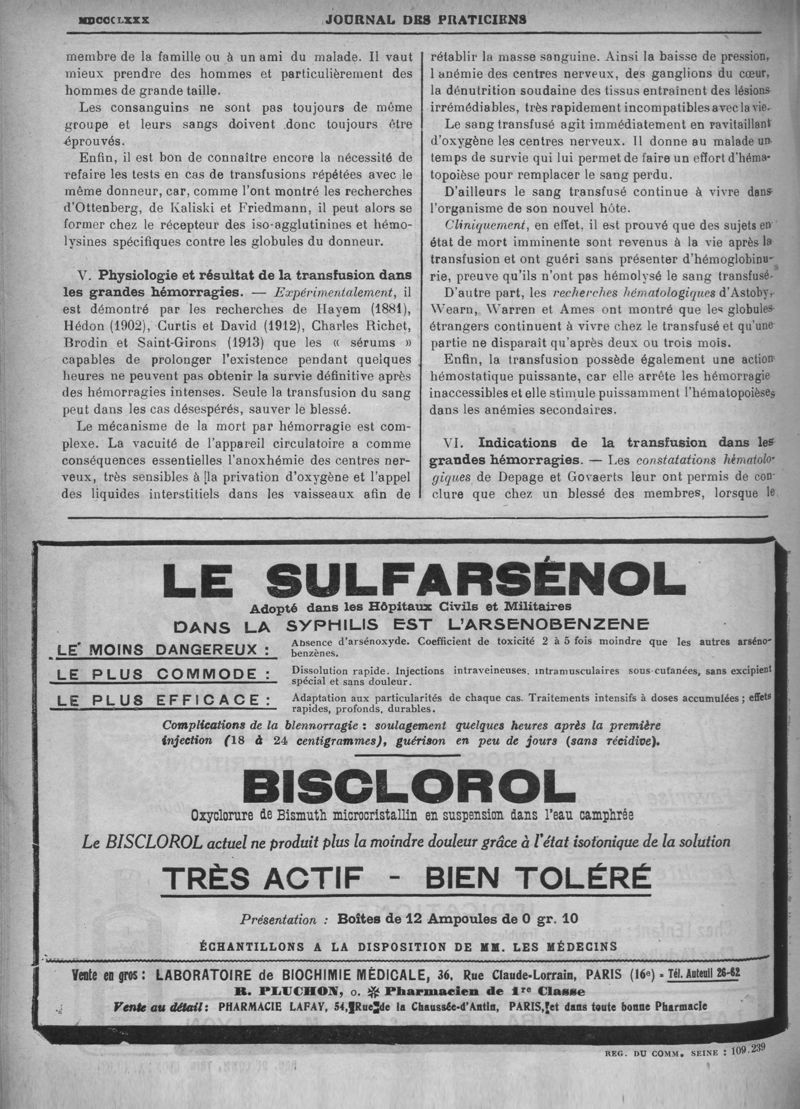 MDCCCLXXX
JOURNAL DES PRATICIENS
membre de la famille ou à un ami du malade. Il vaut
mieux prendre des hommes et particulièrement des
hommes de grande taille.
Les consanguins ne sont pas toujours de même
groupe et leurs sangs doivent donc toujours être
éprouvés.
Enfin, il est bon de connaître encore la nécessité de
refaire les tests en cas de transfusions répétées avec le
même donneur, car, comme l'ont montré les recherches
d'Ottenberg, de Kaliski et Friedmann, il peut alors se
former chez le récepteur des iso-agglutinines et hémo-
lysines spécifiques contre les globules du donneur.
V. Physiologie et résultat de la transfusion dans
les grandes hémorragies. — Expérimentalement, il
est démontré par les recherches de Hayem (1881),
Hédon (1902), Curtis et David (1912), Charles Richet,
Brodin et Saint-Girons (1913) que les « sérums »
capables de prolonger l'existence pendant quelques
heures ne peuvent pas obtenir la survie définitive après
des hémorragies intenses. Seule la transfusion du sang
peut dans les cas désespérés, sauver le blessé.
Le mécanisme de la mort par hémorragie est com-
plexe. La vacuité de l'appareil circulatoire a comme
conséquences essentielles l'anoxhémie des centres ner-
veux, très sensibles à [la privation d'oxygène et l'appel
des liquides interstitiels dans les vaisseaux afin de
rétablir la masse sanguine. Ainsi la baisse de pression,
l anémie des centres nerveux, des ganglions du cœur,
la dénutrition soudaine des tissus entraînent des lésions
irrémédiables, très rapidement incompatibles avec la vie.
Le sang transfusé agit immédiatement en ravitaillant
d'oxygène les centres nerveux. Il donne au malade un
temps de survie qui lui permet de faire un effort d'héma-
topoièse pour remplacer le sang perdu.
D'ailleurs le sang transfusé continue à vivre dans
l'organisme de son nouvel hôte.
Cliniquement, en effet, il est prouvé que des sujets en
état de mort imminente sont revenus à la vie après la
transfusion et ont guéri sans présenter d'hémoglobinu-
rie, preuve qu'ils n'ont pas hémolysé le sang transfusé.
D'autre part, les recherches hématologiques d'Astoby,
Wearn, Warren et Ames ont montré que les globules
étrangers continuent à vivre chez le transfusé et qu'une
partie ne disparaît qu'après deux ou trois mois.
Enfin, la transfusion possède également une action
hémostatique puissante, car elle arrête les hémorragie
inaccessibles et elle stimule puissamment l'hématopoièses
dans les anémies secondaires.
VI. Indications de la transfusion dans les
grandes hémorragies. — Les constatations hématolo-
giques de Depage et Govaerts leur ont permis de con-
clure que chez un blessé des membres, lorsque le
LE SULFARSÉNOL
Adopté dans les Hôpitaux Civils et Militaires
DANS LA SYPHILIS EST L'ARSENOBENZENE
LE MOINS DANGEREUX : Absence d'arsénoxyde. Coefficient de toxicité 2 à 5 fois moindre que les autres arséno-
benzènes.
LE PLUS COMMODE : Dissolution rapide. Injections intraveineuses, intramusculaires sous-cutanées, sans excipient
spécial et sans douleur.
LE PLUS EFFICACE : Adaptation aux particularités de chaque cas. Traitements intensifs à doses accumulées ; effets
rapides, profonds, durables.
Complications de la blennorragie : soulagement quelques heures après la première
injection (18 à 24 centigrammes), guérison en peu de jours (sans récidive).
BISCLOROL
Oxyclorure de Bismuth microcristallin en suspension dans l'eau camphrée
Le BISCLOROL actuel ne produit plus la moindre douleur grâce à l'état isotonique de la solution
TRÈS ACTIF - BIEN TOLÉRÉ
Présentation : Boîtes de 12 Ampoules de 0 gr. 10
ÉCHANTILLONS A LA DISPOSITION DE MM. LES MÉDECINS
Vente en gros : LABORATOIRE de BIOCHIMIE MÉDICALE, 36, Rue Claude-Lorrain, PARIS (16e) - Tél. Auteuil 26-62
R. PLUCHON, O. ✻ Pharmacien de 1re Classe
Vente au détail : PHARMACIE LAFAY, 54, Rue de la Chaussée-d'Antin, PARIS, et dans toute bonne Pharmacie
REG. DU COMM. SEINE : 109.239